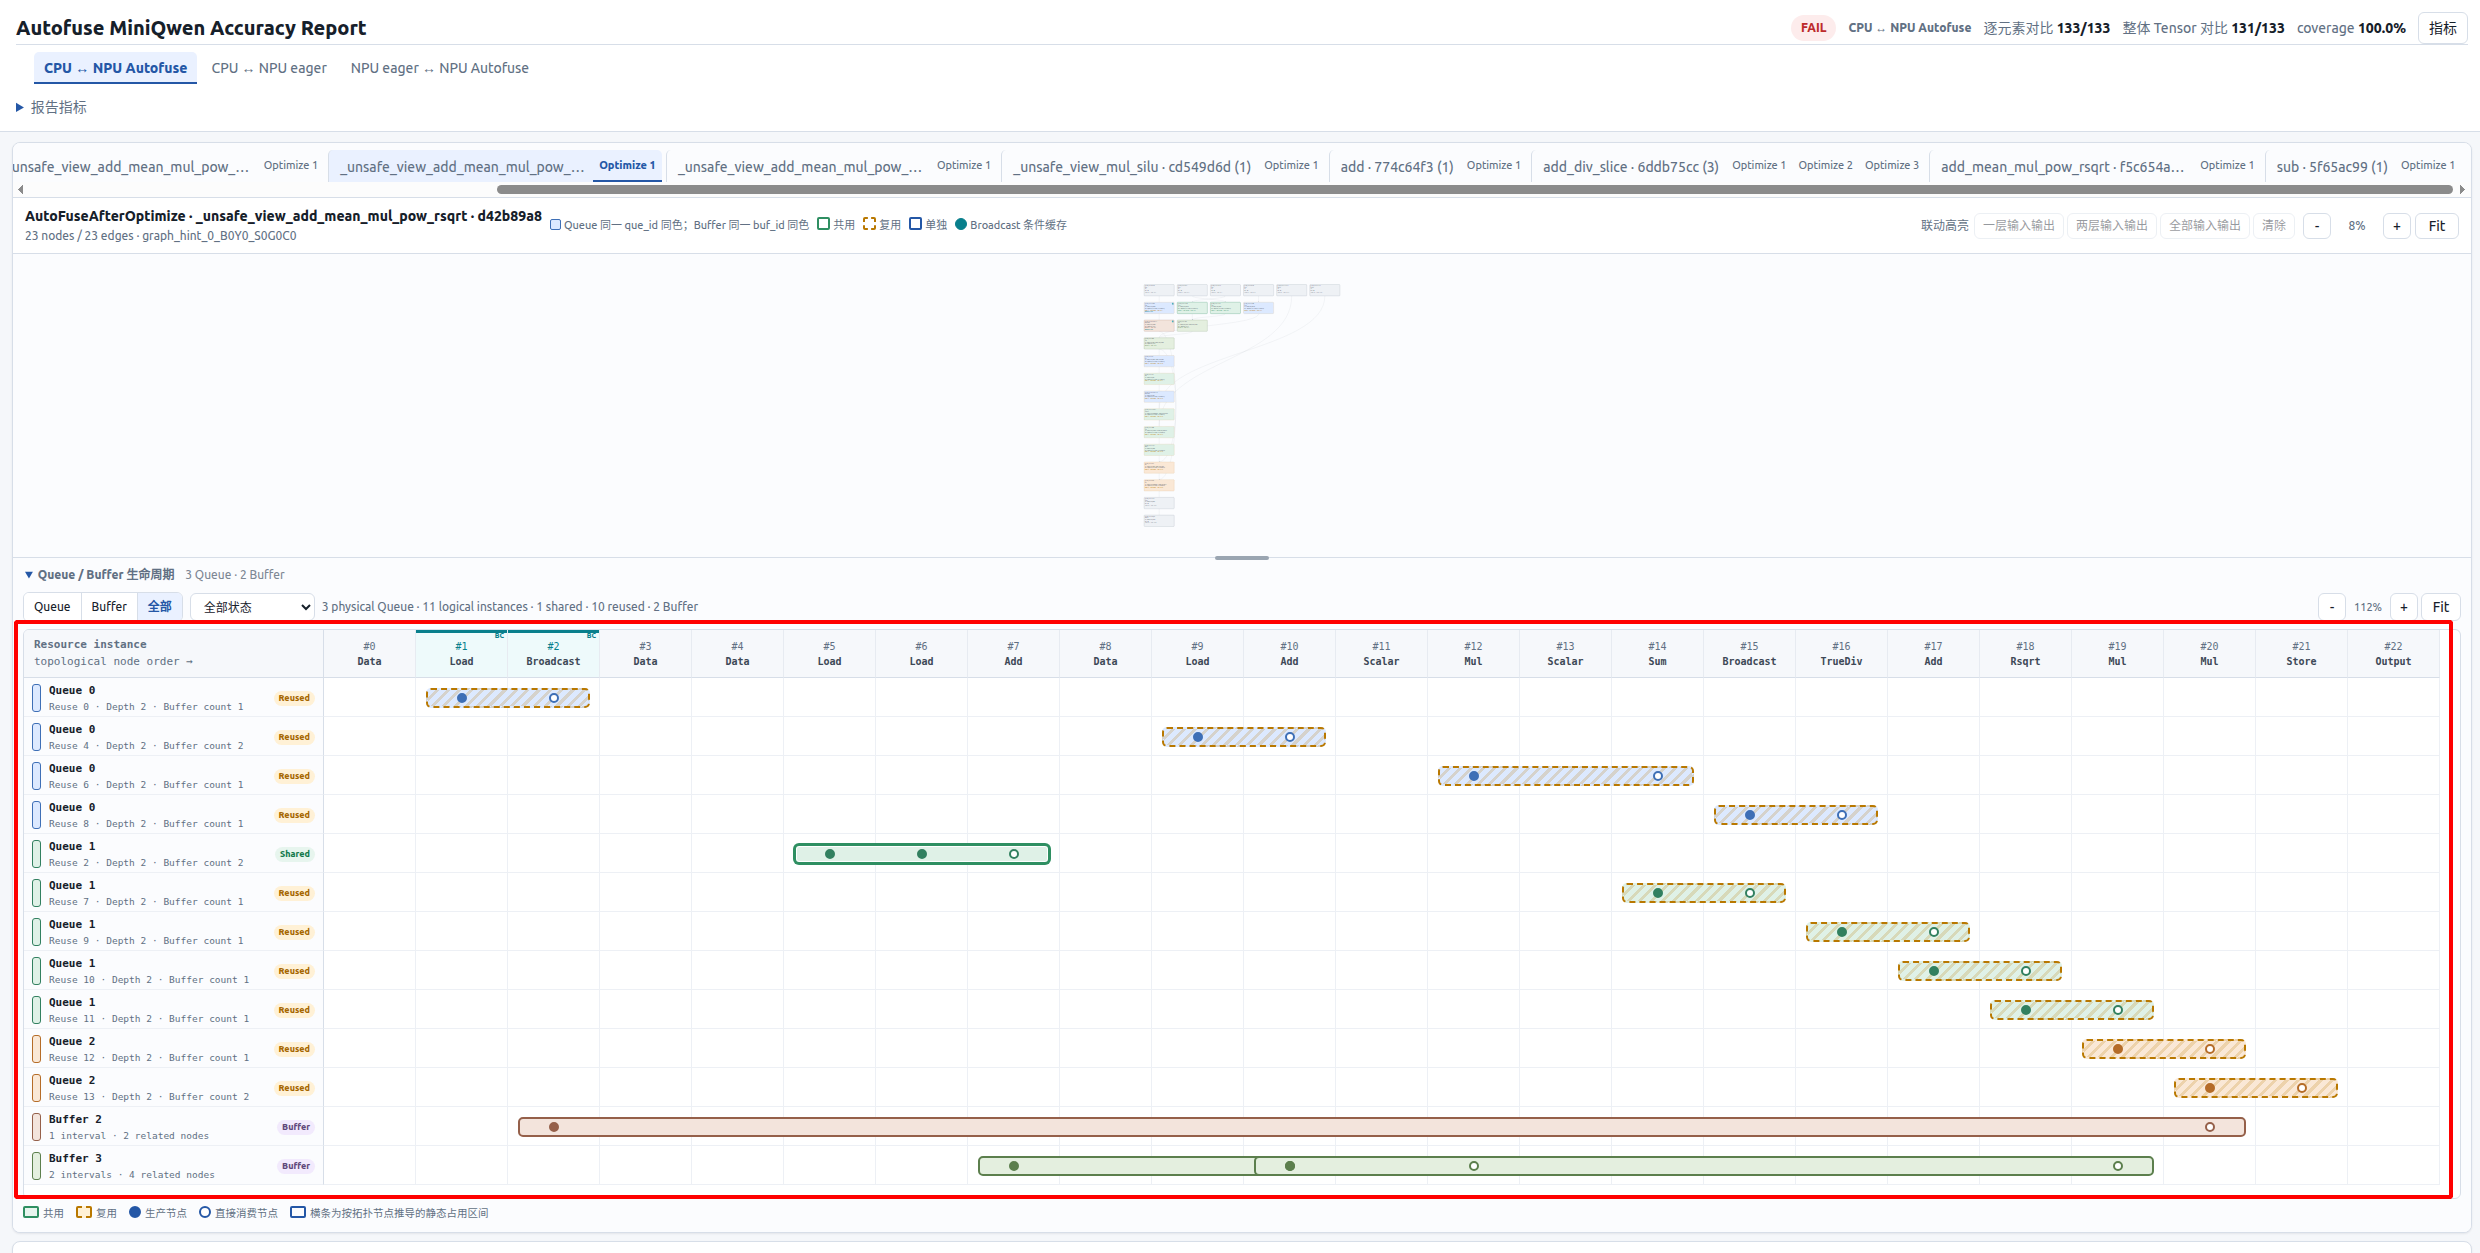 Autofuse MiniQwen Accuracy Report
FAIL CPU ↔ NPU Autofuse 逐元素对比 133/133 整体 Tensor 对比 131/133 coverage 100.0% 指标
CPU ↔ NPU Autofuse CPU ↔ NPU eager NPU eager ↔ NPU Autofuse
▶ 报告指标
unsafe_view_add_mean_mul_pow_... Optimize 1 _unsafe_view_add_mean_mul_pow_... Optimize 1 _unsafe_view_add_mean_mul_pow_... Optimize 1 _unsafe_view_mul_silu · cd549d6d (1) Optimize 1 add · 774c64f3 (1) Optimize 1 add_div_slice · 6ddb75cc (3) Optimize 1 Optimize 2 Optimize 3 add_mean_mul_pow_rsqrt · f5c654a... Optimize 1 sub · 5f65ac99 (1) Optimize 1
AutoFuseAfterOptimize · _unsafe_view_add_mean_mul_pow_rsqrt · d42b89a8
23 nodes / 23 edges · graph_hint_0_B0Y0_S0G0C0
Queue 同一 que_id 同色；Buffer 同一 buf_id 同色 共用 复用 单独 Broadcast 条件缓存
联动高亮 一层输入输出 两层输入输出 全部输入输出 清除 - 8% + Fit
▼ Queue / Buffer 生命周期 3 Queue · 2 Buffer
Queue Buffer 全部 全部状态 3 physical Queue · 11 logical instances · 1 shared · 10 reused · 2 Buffer - 112% + Fit
BC BC
Resource instance #0 #1 #2 #3 #4 #5 #6 #7 #8 #9 #10 #11 #12 #13 #14 #15 #16 #17 #18 #19 #20 #21 #22
topological node order → Data Load Broadcast Data Data Load Load Add Data Load Add Scalar Mul Scalar Sum Broadcast TrueDiv Add Rsqrt Mul Mul Store Output
Queue 0
Reuse 0 · Depth 2 · Buffer count 1 Reused
Queue 0
Reuse 4 · Depth 2 · Buffer count 2 Reused
Queue 0
Reuse 6 · Depth 2 · Buffer count 1 Reused
Queue 0
Reuse 8 · Depth 2 · Buffer count 1 Reused
Queue 1
Reuse 2 · Depth 2 · Buffer count 2 Shared
Queue 1
Reuse 7 · Depth 2 · Buffer count 1 Reused
Queue 1
Reuse 9 · Depth 2 · Buffer count 1 Reused
Queue 1
Reuse 10 · Depth 2 · Buffer count 1 Reused
Queue 1
Reuse 11 · Depth 2 · Buffer count 1 Reused
Queue 2
Reuse 12 · Depth 2 · Buffer count 1 Reused
Queue 2
Reuse 13 · Depth 2 · Buffer count 2 Reused
Buffer 2
1 interval · 2 related nodes Buffer
Buffer 3
2 intervals · 4 related nodes Buffer
共用 复用 生产节点 直接消费节点 横条为按拓扑节点推导的静态占用区间